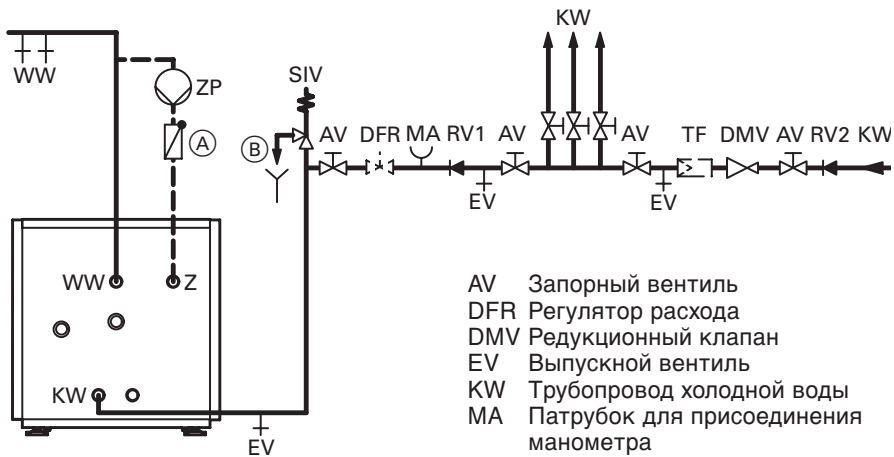 KW
WW
ZP
SIV
A
B
AV DFR MA RV1 AV AV TF DMV AV RV2 KW
EV EV
WW Z
KW
EV
AV Запорный вентиль
DFR Регулятор расхода
DMV Редукционный клапан
EV Выпускной вентиль
KW Трубопровод холодной воды
MA Патрубок для присоединения
манометра